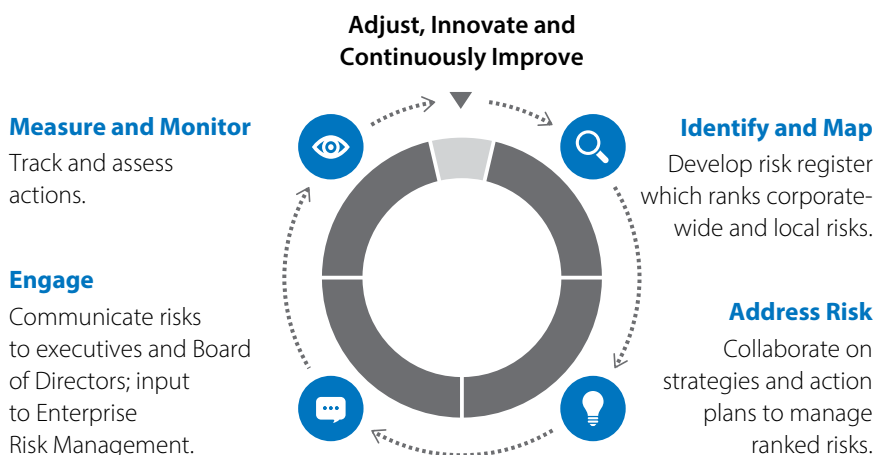 Adjust, Innovate and
Continuously Improve
Measure and Monitor
Track and assess
actions.
Engage
Communicate risks
to executives and Board
of Directors; input
to Enterprise
Risk Management.
Identify and Map
Develop risk register
which ranks corporate-
wide and local risks.
Address Risk
Collaborate on
strategies and action
plans to manage
ranked risks.